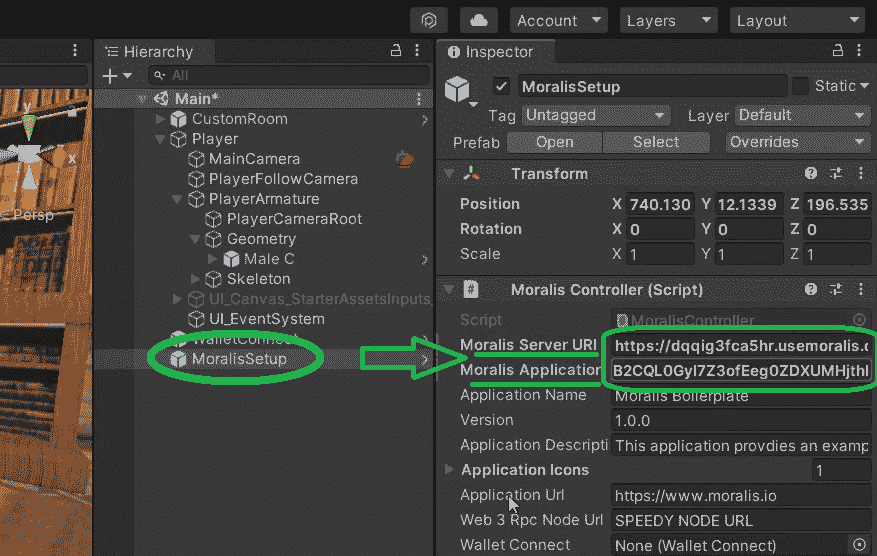 Account Layers Layout
Hierarchy
All
Main*
CustomRoom
Player
MainCamera
PlayerFollowCamera
PlayerArmature
PlayerCameraRoot
Geometry
Male C
Skeleton
UI_Canvas_StarterAssetsInputs_
UI_EventSystem
WalletConnect
MoralisSetup
y
x
< Persp
Inspector
MoralisSetup Static
Tag Untagged Layer Default
Prefab Open Select Overrides
Transform
Position X 740.130 Y 12.1339 Z 196.535
Rotation X 0 Y 0 Z 0
Scale X 1 Y 1 Z 1
# Moralis Controller (Script)
Script MoralisController
Moralis Server URI https://dqqig3fca5hr.usemoralis.c
Moralis Application B2CQL0Gyl7Z3ofEeg0ZDXUMHjthl
Application Name Moralis Boilerplate
Version 1.0.0
Application Descripti This application provdies an examp
Application Icons 1
Application Url https://www.moralis.io
Web 3 Rpc Node Url SPEEDY NODE URL
Wallet Connect None (Wallet Connect)